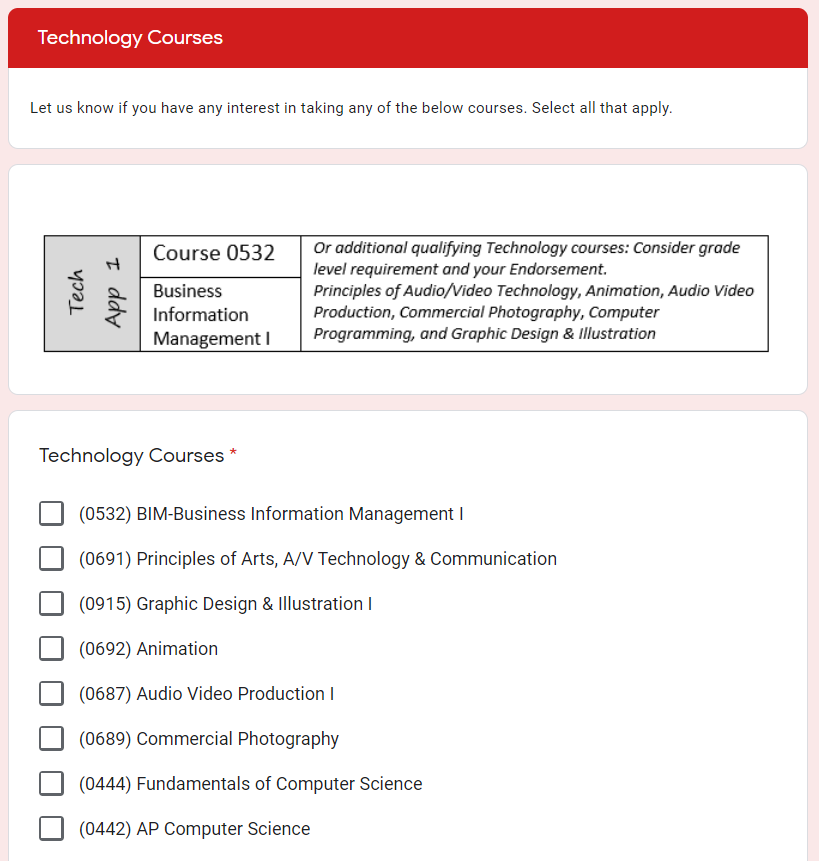 Technology Courses
Let us know if you have any interest in taking any of the below courses. Select all that apply.
Tech
App 1
Course 0532
Business
Information
Management I
Or additional qualifying Technology courses: Consider grade
level requirement and your Endorsement.
Principles of Audio/Video Technology, Animation, Audio Video
Production, Commercial Photography, Computer
Programming, and Graphic Design & Illustration
Technology Courses *
(0532) BIM-Business Information Management I
(0691) Principles of Arts, A/V Technology & Communication
(0915) Graphic Design & Illustration I
(0692) Animation
(0687) Audio Video Production I
(0689) Commercial Photography
(0444) Fundamentals of Computer Science
(0442) AP Computer Science